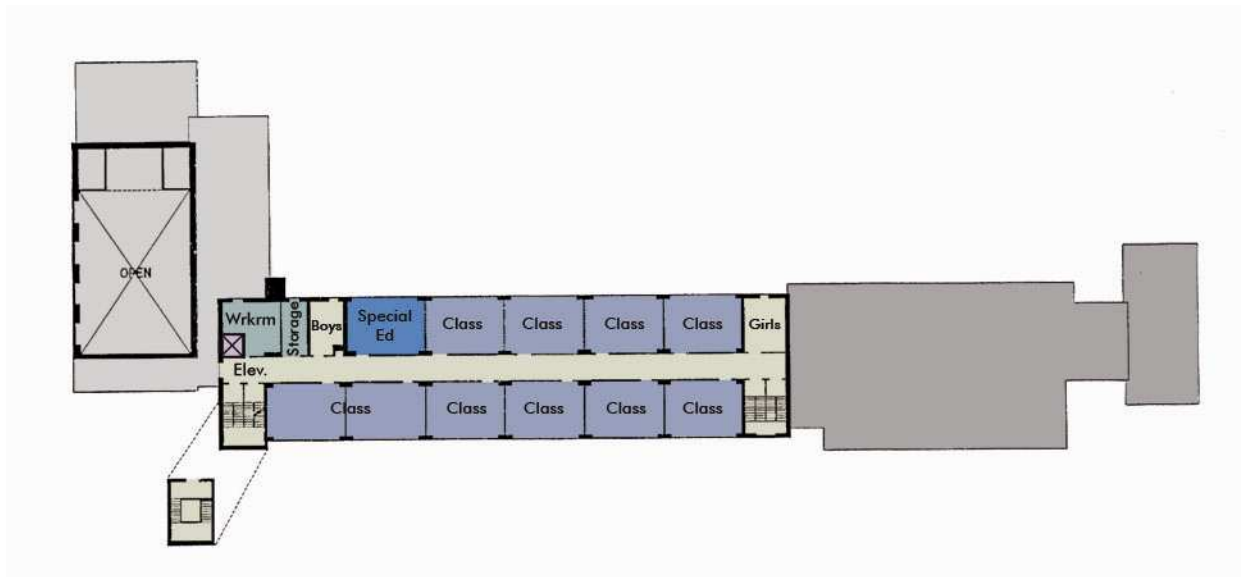 OPEN
Wrkrm
Storage
Boys
Special
Ed
Class
Class
Class
Class
Girls
Elev.
Class
Class
Class
Class
Class